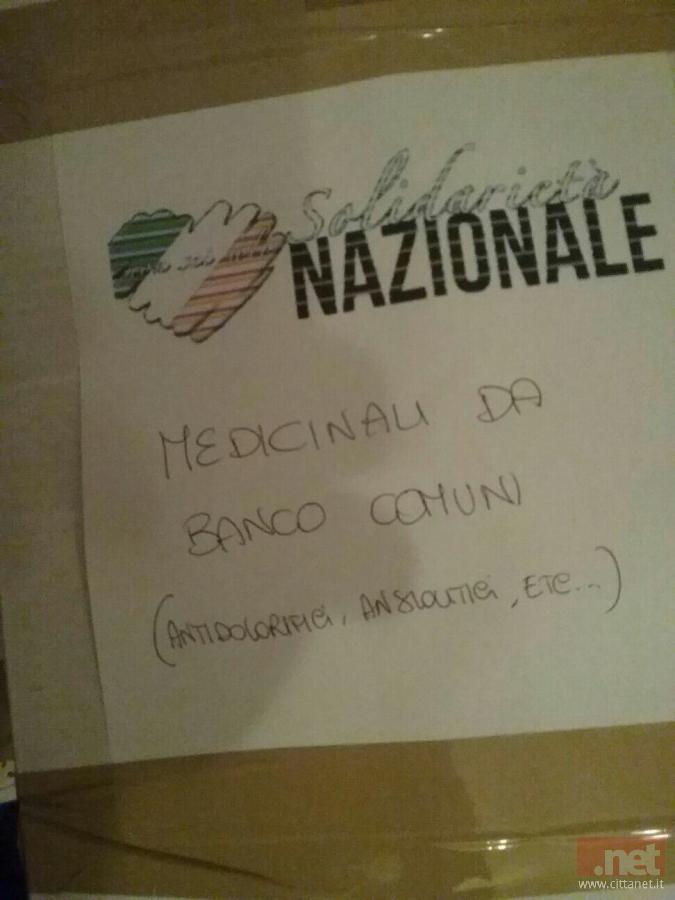 Solidarietà
NAZIONALE
MEDICINALI DA
BANCO COMUNI
(ANTIDOLORIFICI, ANSIOLITICI, ETC...)
.net
www.cittanet.it